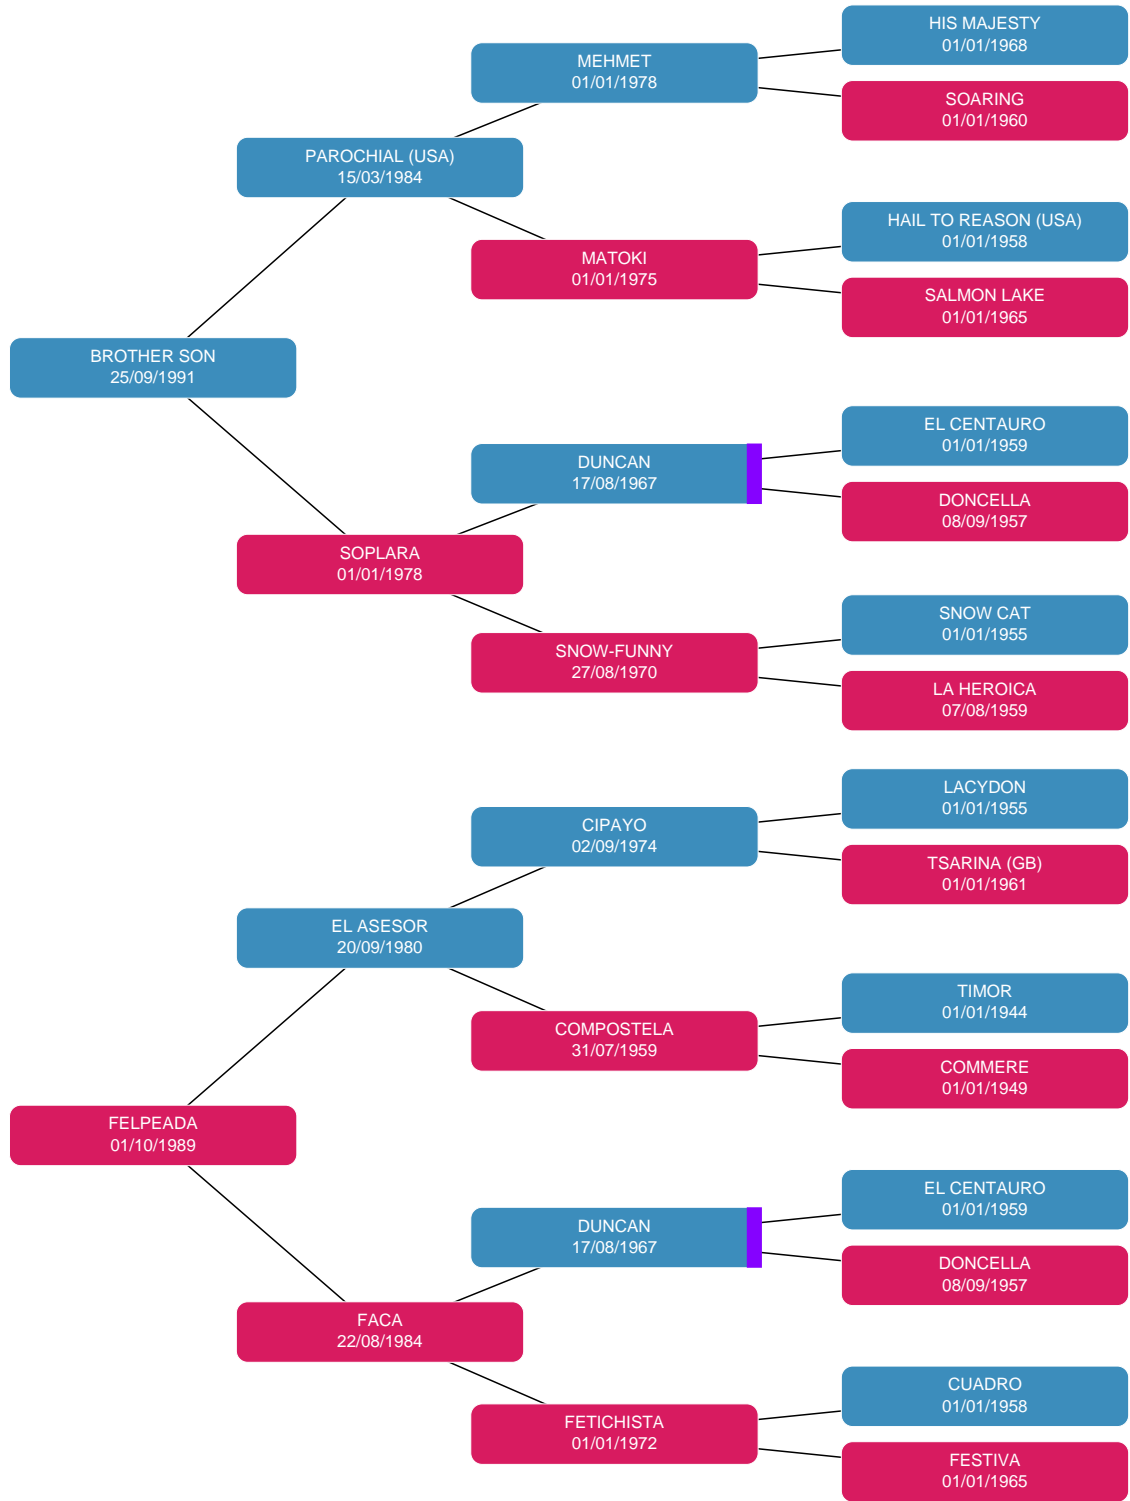 HIS MAJESTY
01/01/1968
MEHMET
01/01/1978
SOARING
01/01/1960
PAROCHIAL (USA)
15/03/1984
HAIL TO REASON (USA)
01/01/1958
MATOKI
01/01/1975
SALMON LAKE
01/01/1965
BROTHER SON
25/09/1991
EL CENTAURO
01/01/1959
DUNCAN
17/08/1967
DONCELLA
08/09/1957
SOPLARA
01/01/1978
SNOW CAT
01/01/1955
SNOW-FUNNY
27/08/1970
LA HEROICA
07/08/1959
LACYDON
01/01/1955
CIPAYO
02/09/1974
TSARINA (GB)
01/01/1961
EL ASESOR
20/09/1980
TIMOR
01/01/1944
COMPOSTELA
31/07/1959
COMMERE
01/01/1949
FELPEADA
01/10/1989
EL CENTAURO
01/01/1959
DUNCAN
17/08/1967
DONCELLA
08/09/1957
FACA
22/08/1984
CUADRO
01/01/1958
FETICHISTA
01/01/1972
FESTIVA
01/01/1965